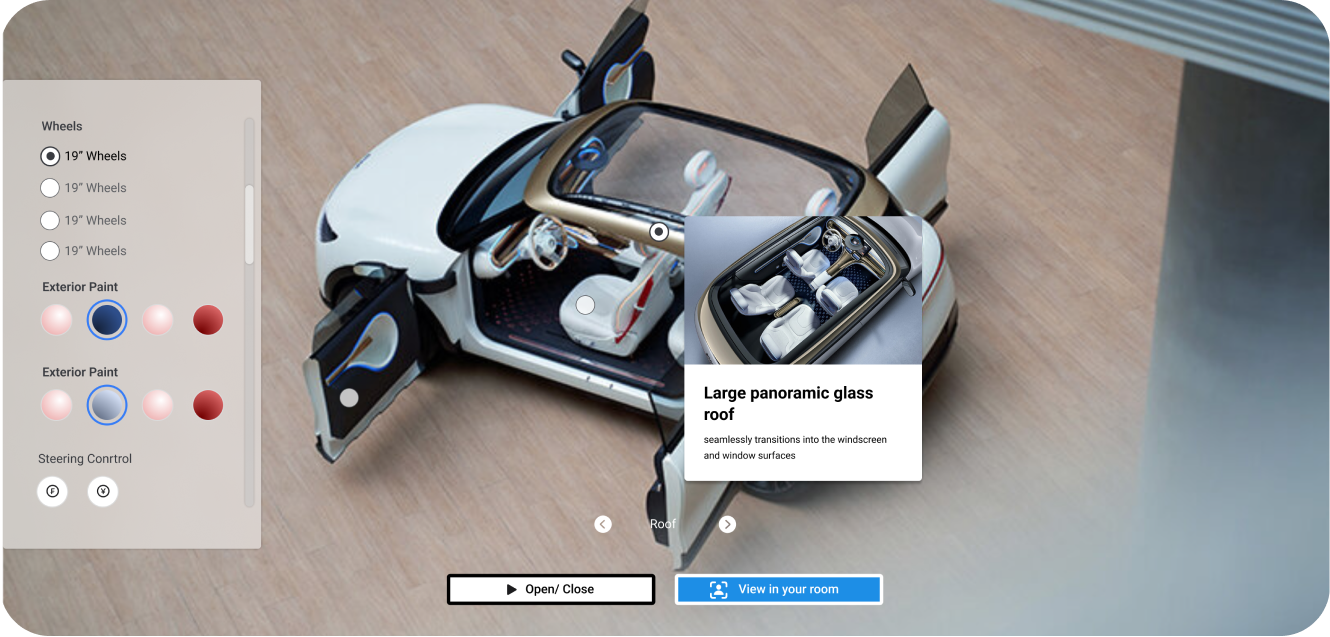 Wheels
19” Wheels
19” Wheels
19” Wheels
19” Wheels
Exterior Paint
Exterior Paint
Steering Conrtrol
F
¥
Large panoramic glass
roof
seamlessly transitions into the windscreen
and window surfaces
Roof
Open/ Close
View in your room